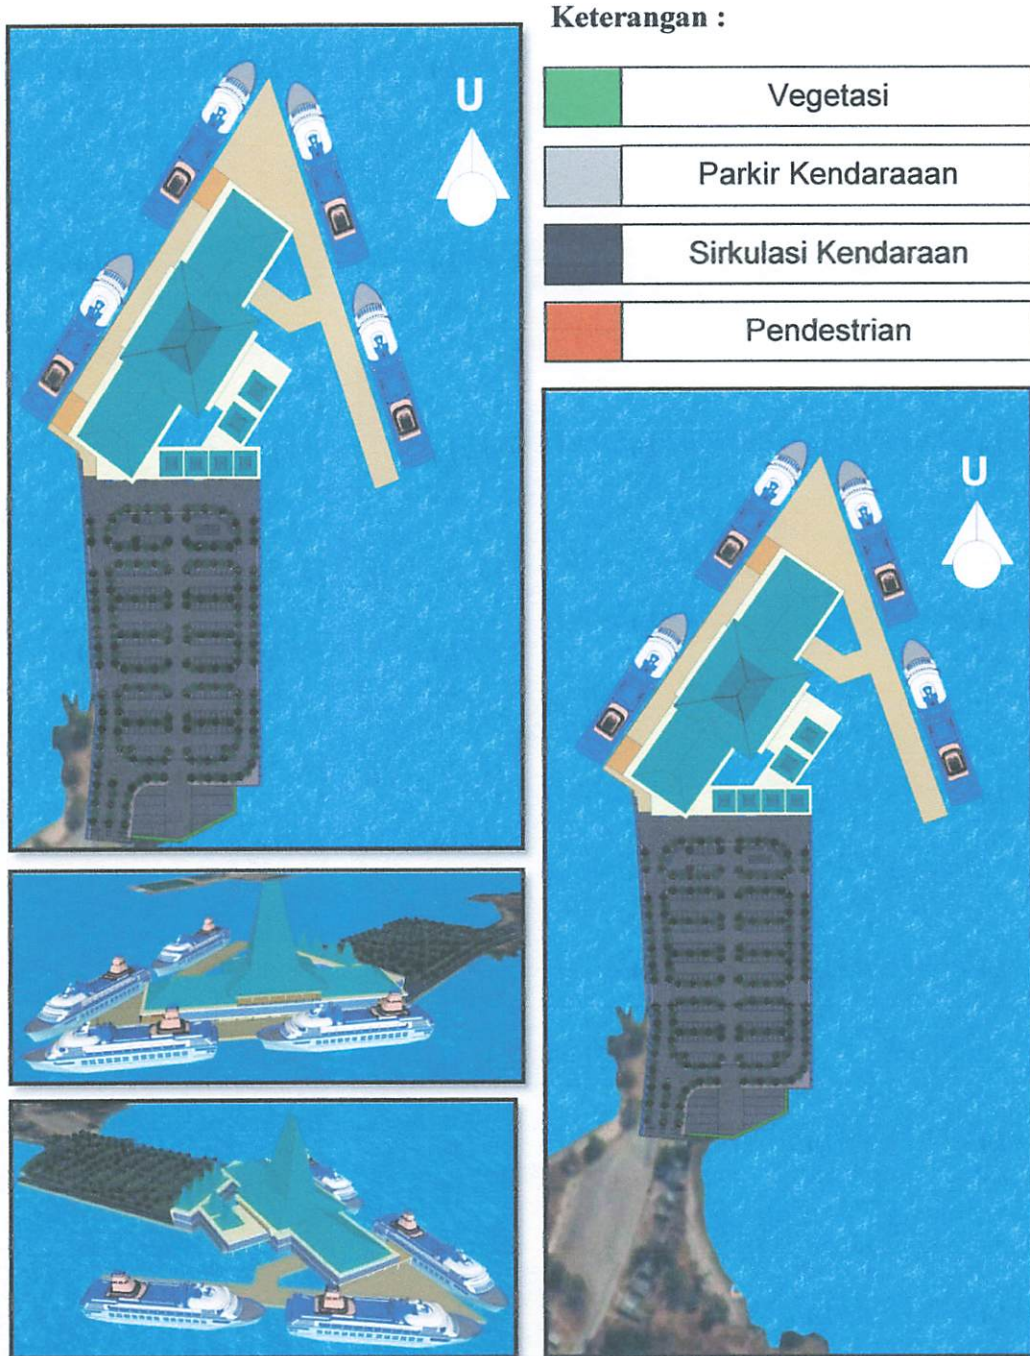 Keterangan :
Vegetasi
Parkir Kendaraaan
Sirkulasi Kendaraan
Pendestrian
U
U